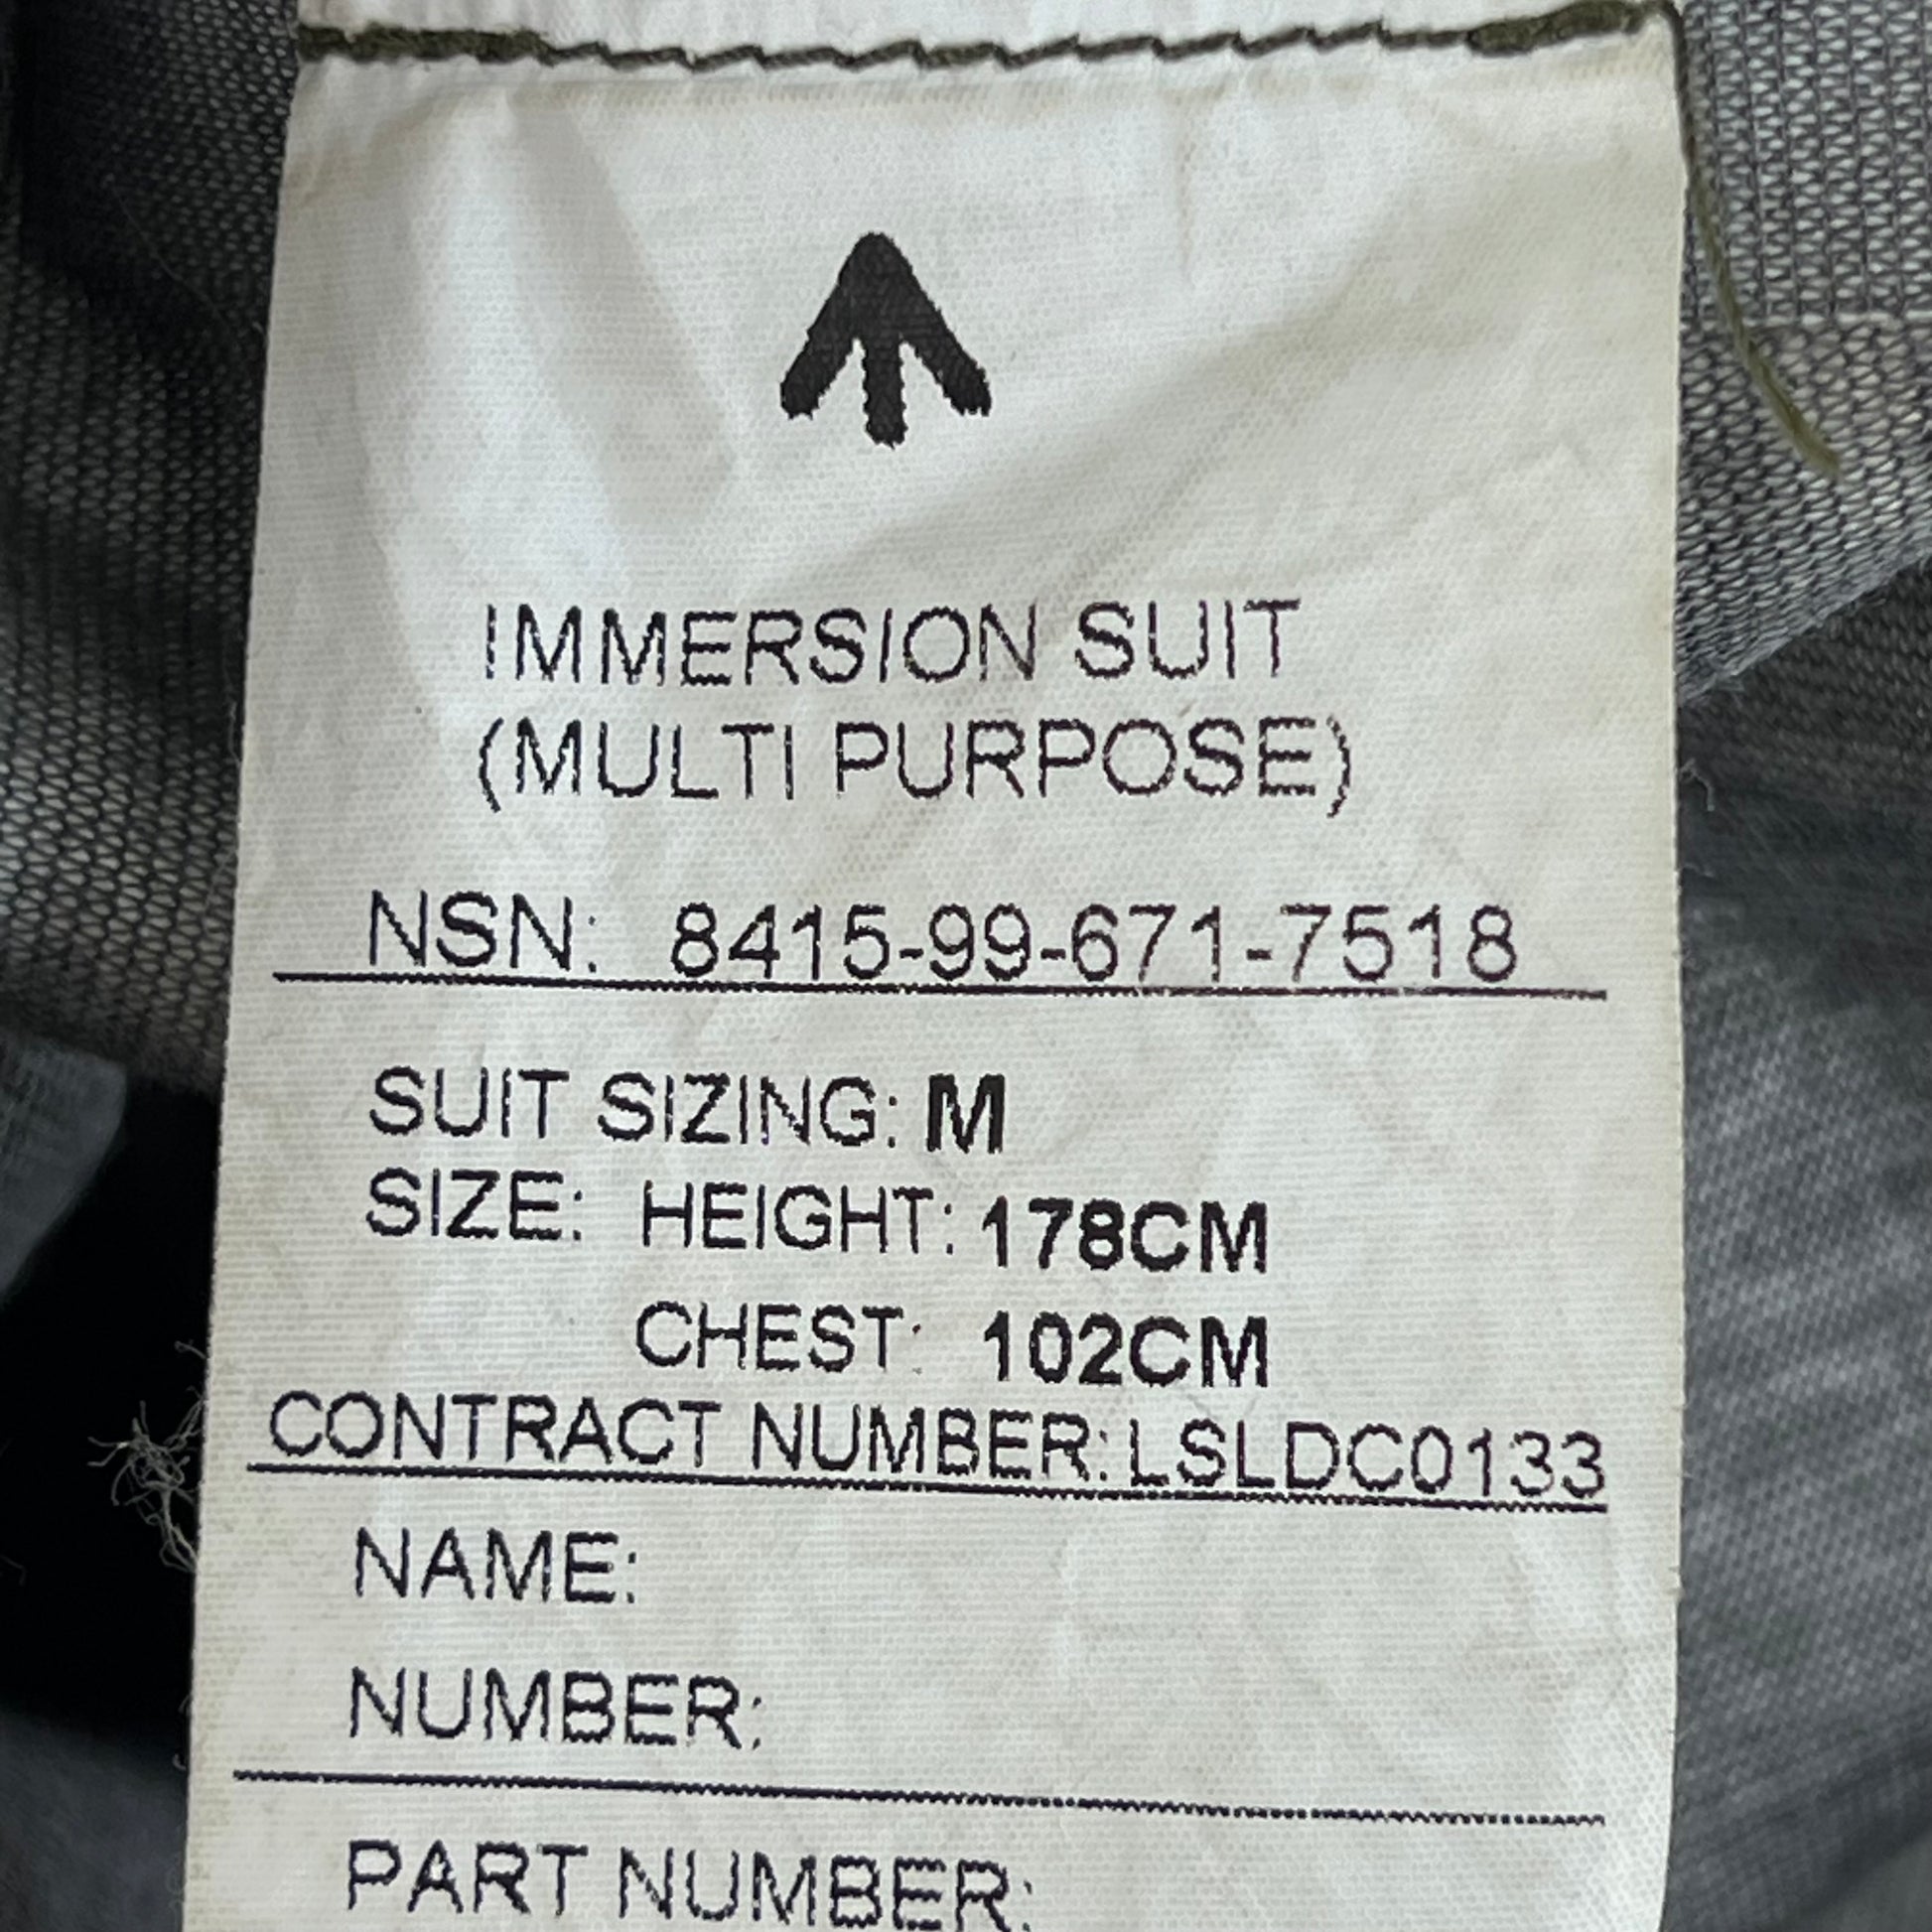 IMMERSION SUIT
(MULTI PURPOSE)
NSN: 8415-99-671-7518
SUIT SIZING: M
SIZE: HEIGHT: 178CM
CHEST: 102CM
CONTRACT NUMBER: LSLDC0133
NAME:
NUMBER:
PART NUMBER: